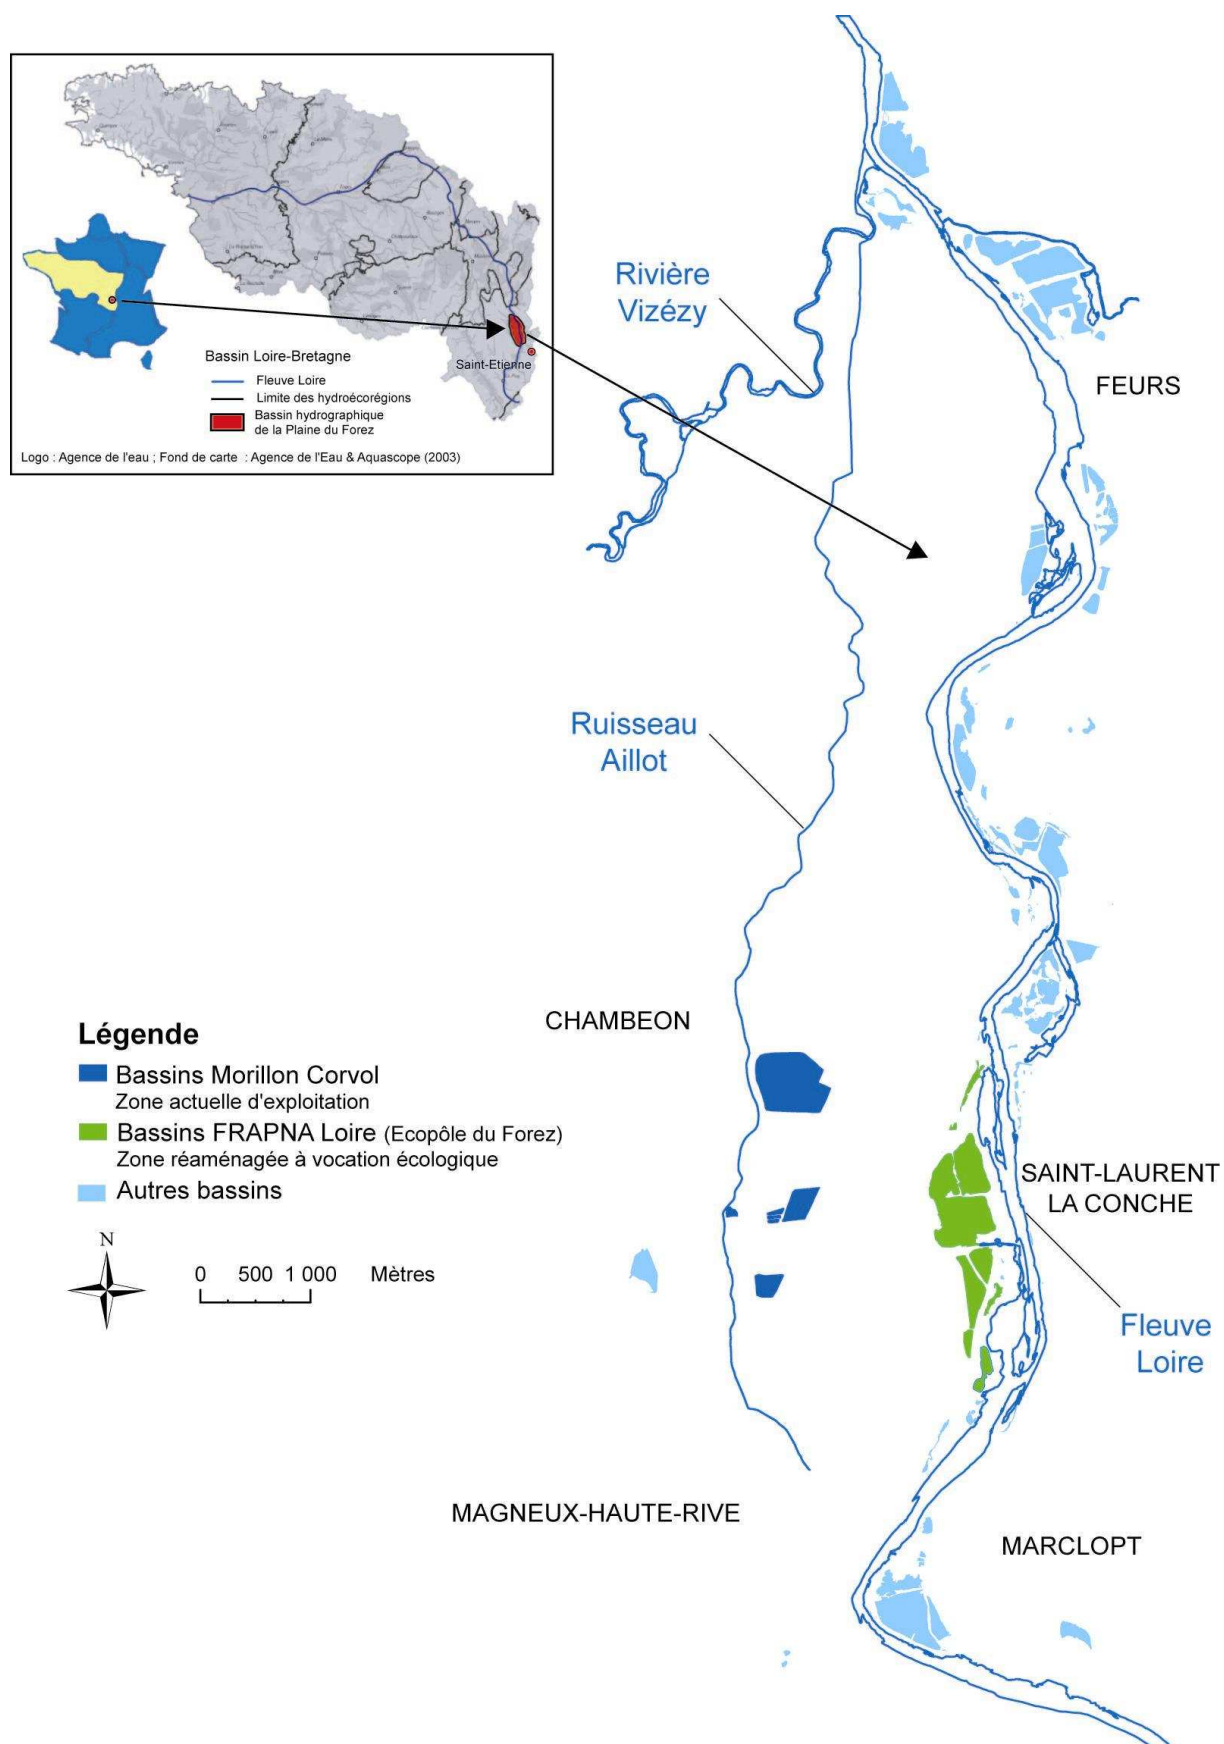 Bassin Loire-Bretagne
Saint-Etienne
Fleuve Loire
Limite des hydroécorégions
Bassin hydrographique
de la Plaine du Forez
Logo : Agence de l'eau ; Fond de carte : Agence de l'Eau & Aquascope (2003)
Rivière
Vizézy
FEURS
Ruisseau
Aillot
CHAMBEON
Légende
Bassins Morillon Corvol
Zone actuelle d'exploitation
Bassins FRAPNA Loire (Ecopôle du Forez)
Zone réaménagée à vocation écologique
Autres bassins
N
0 500 1 000 Mètres
SAINT-LAURENT
LA CONCHE
Fleuve
Loire
MAGNEUX-HAUTE-RIVE
MARCLOPT